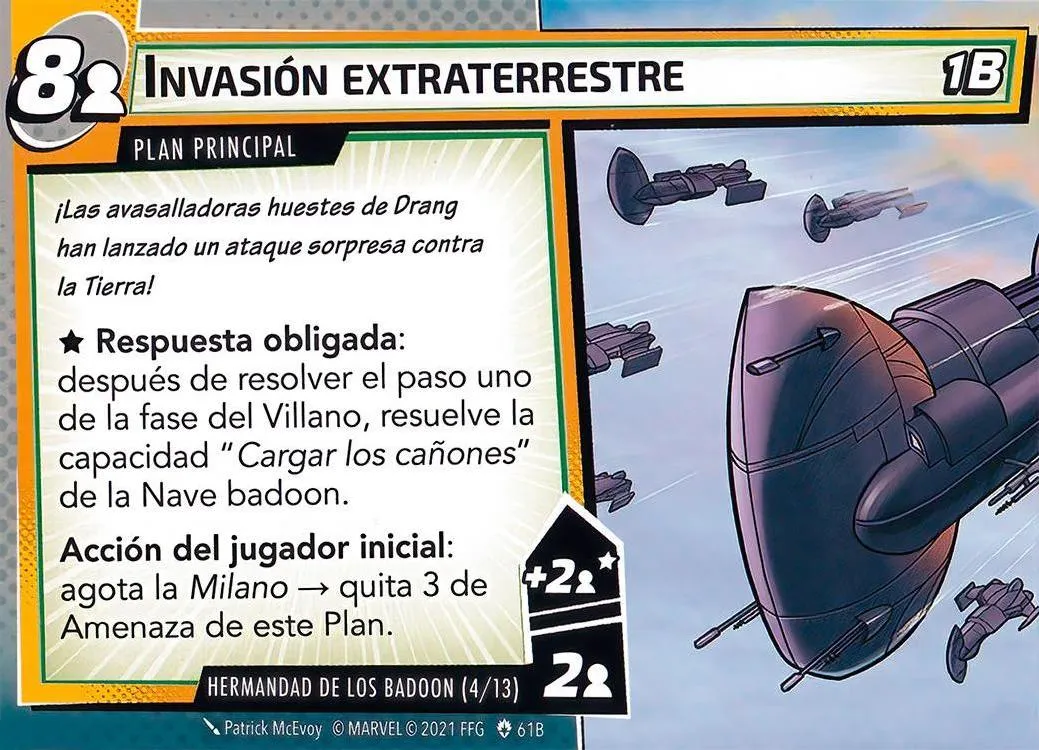 8
INVASIÓN EXTRATERRESTRE
1B
PLAN PRINCIPAL
¡Las avasalladoras huestes de Drang
han lanzado un ataque sorpresa contra
la Tierra!
★ Respuesta obligada:
después de resolver el paso uno
de la fase del Villano, resuelve la
capacidad "Cargar los cañones"
de la Nave badoon.
Acción del jugador inicial:
agota la Milano → quita 3 de
Amenaza de este Plan.
+2★
2
HERMANDAD DE LOS BADOON (4/13)
Patrick McEvoy © MARVEL © 2021 FFG 61B